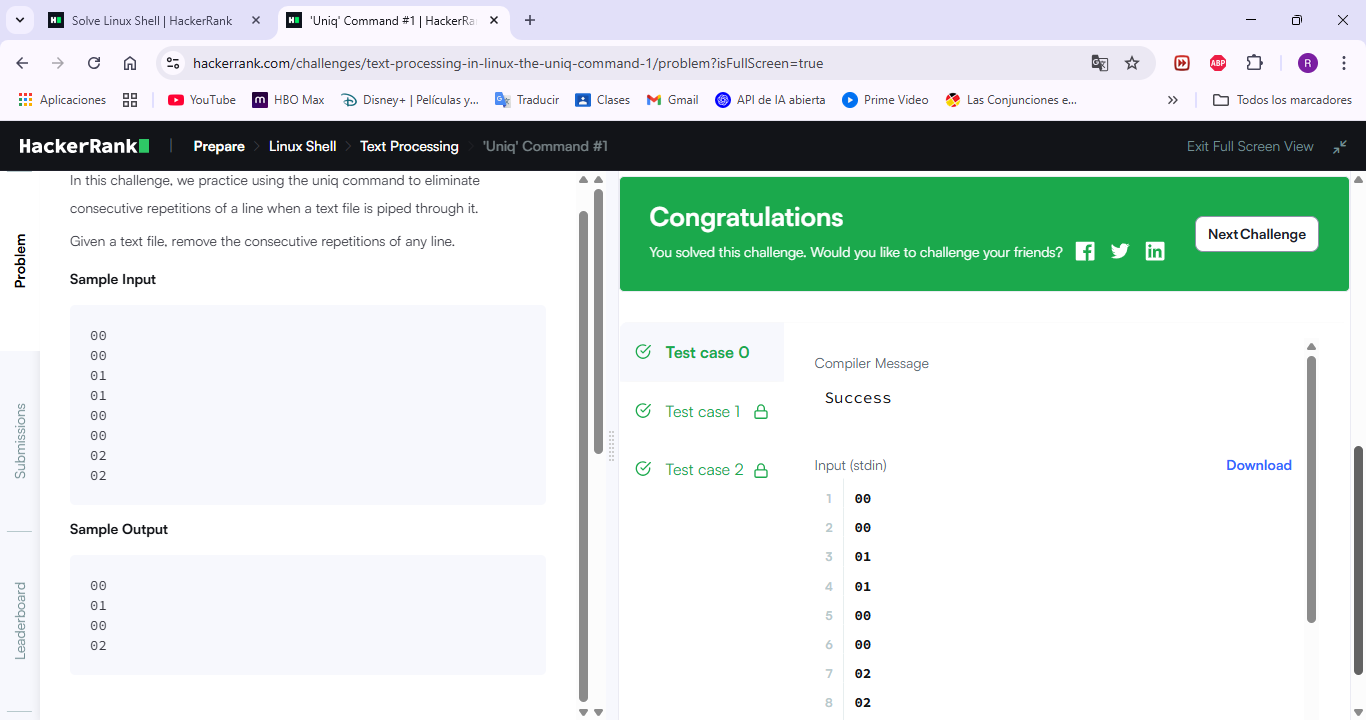 Solve Linux Shell | HackerRank
'Uniq' Command #1 | HackerRa
hackerrank.com/challenges/text-processing-in-linux-the-uniq-command-1/problem?isFullScreen=true
ABP
R
Aplicaciones
YouTube
HBO Max
Disney+ | Películas y...
Traducir
Clases
Gmail
API de IA abierta
Prime Video
Las Conjunciones e...
Todos los marcadores
HackerRank
Prepare
Linux Shell
Text Processing
'Uniq' Command #1
Exit Full Screen View
Problem
Submissions
Leaderboard
In this challenge, we practice using the uniq command to eliminate
consecutive repetitions of a line when a text file is piped through it.
Given a text file, remove the consecutive repetitions of any line.
Sample Input
00
00
01
01
00
00
02
02
Sample Output
00
01
00
02
Congratulations
You solved this challenge. Would you like to challenge your friends?
Next Challenge
Test case 0
Test case 1
Test case 2
Compiler Message
Success
Input (stdin)
Download
1 00
2 00
3 01
4 01
5 00
6 00
7 02
8 02